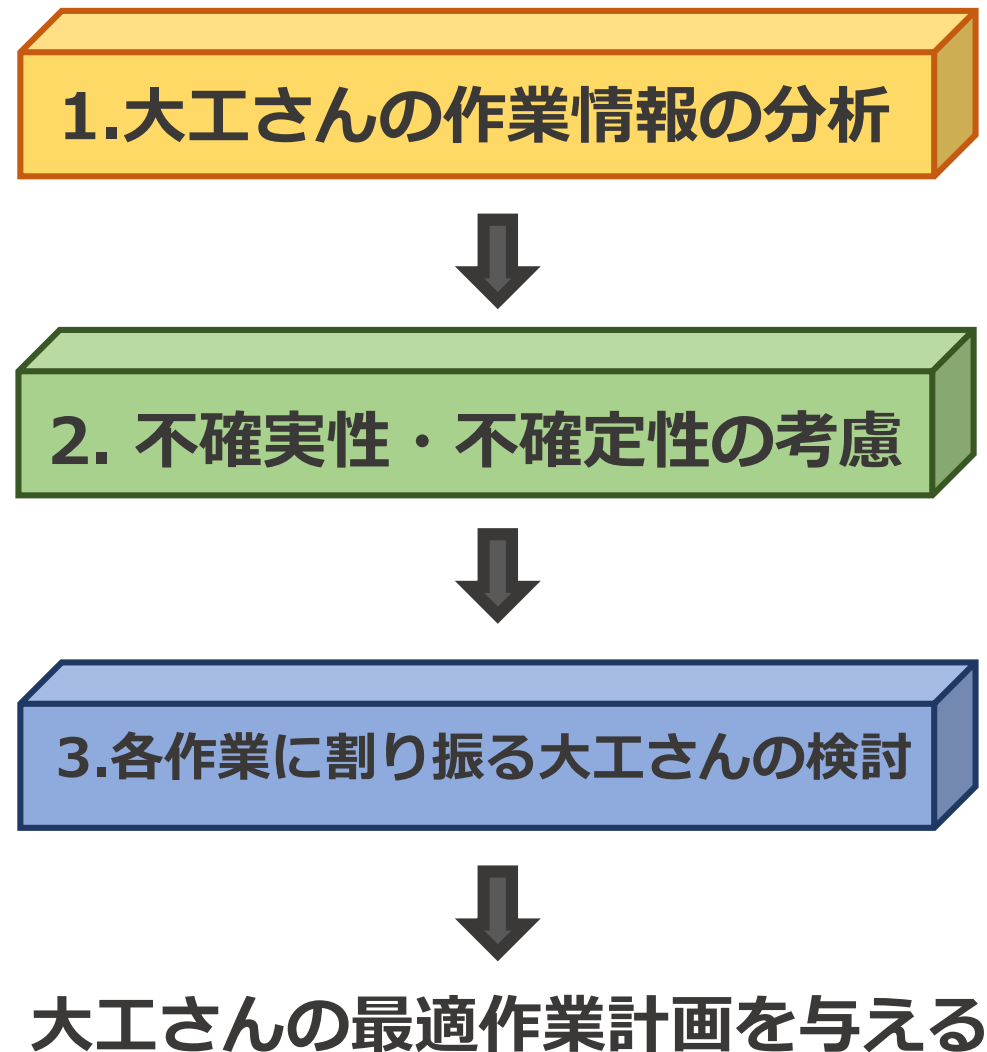 1.大工さんの作業情報の分析
2. 不確実性・不確定性の考慮
3.各作業に割り振る大工さんの検討
大工さんの最適作業計画を与える